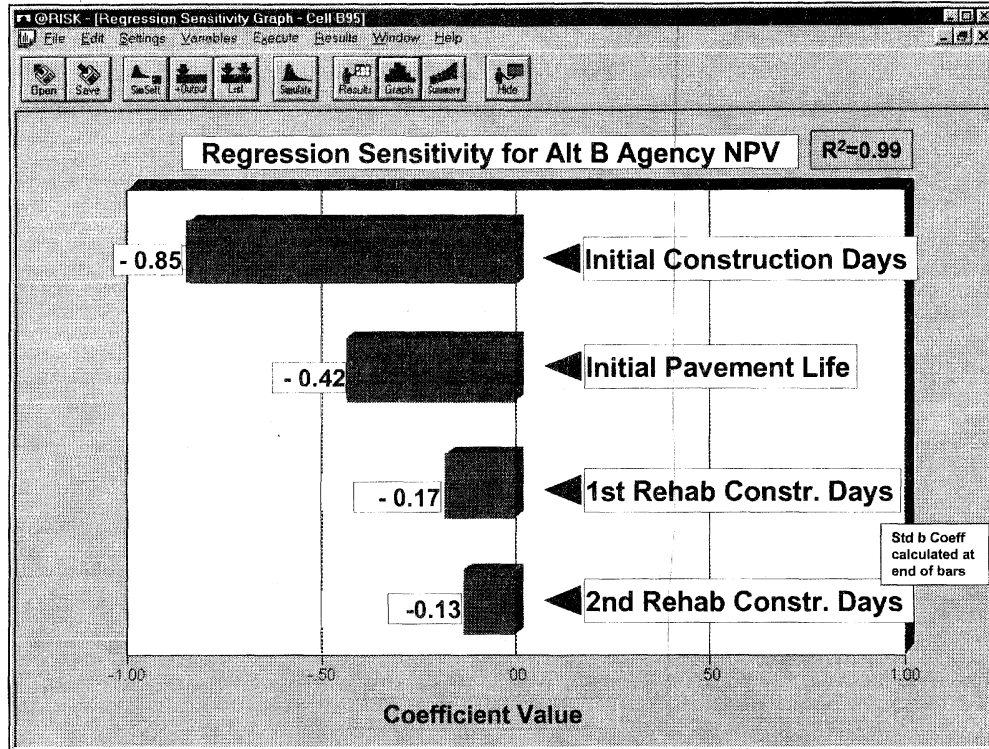 @RISK - [Regression Sensitivity Graph - Cell B95]
File Edit Settings Variables Execute Results Window Help
Open Save SimSett +Output List Simulate Results Graph Summary Hide
Regression Sensitivity for Alt B Agency NPV
R²=0.99
- 0.85
Initial Construction Days
- 0.42
Initial Pavement Life
- 0.17
1st Rehab Constr. Days
Std b Coeff
calculated at
end of bars
-0.13
2nd Rehab Constr. Days
-1.00 -.50 .00 .50 1.00
Coefficient Value